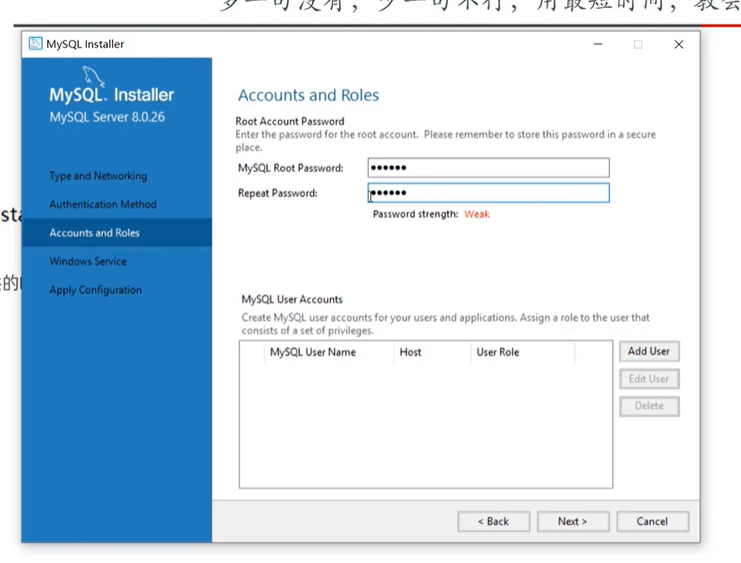 多一句没有，少一句不行，用最短时间，教会
MySQL Installer
MySQL. Installer
MySQL Server 8.0.26
Type and Networking
Authentication Method
Accounts and Roles
Windows Service
Apply Configuration
Accounts and Roles
Root Account Password
Enter the password for the root account. Please remember to store this password in a secure
place.
MySQL Root Password: ●●●●●●
Repeat Password: ●●●●●●
Password strength: Weak
MySQL User Accounts
Create MySQL user accounts for your users and applications. Assign a role to the user that
consists of a set of privileges.
MySQL User Name Host User Role
Add User
Edit User
Delete
< Back Next > Cancel
sta
的